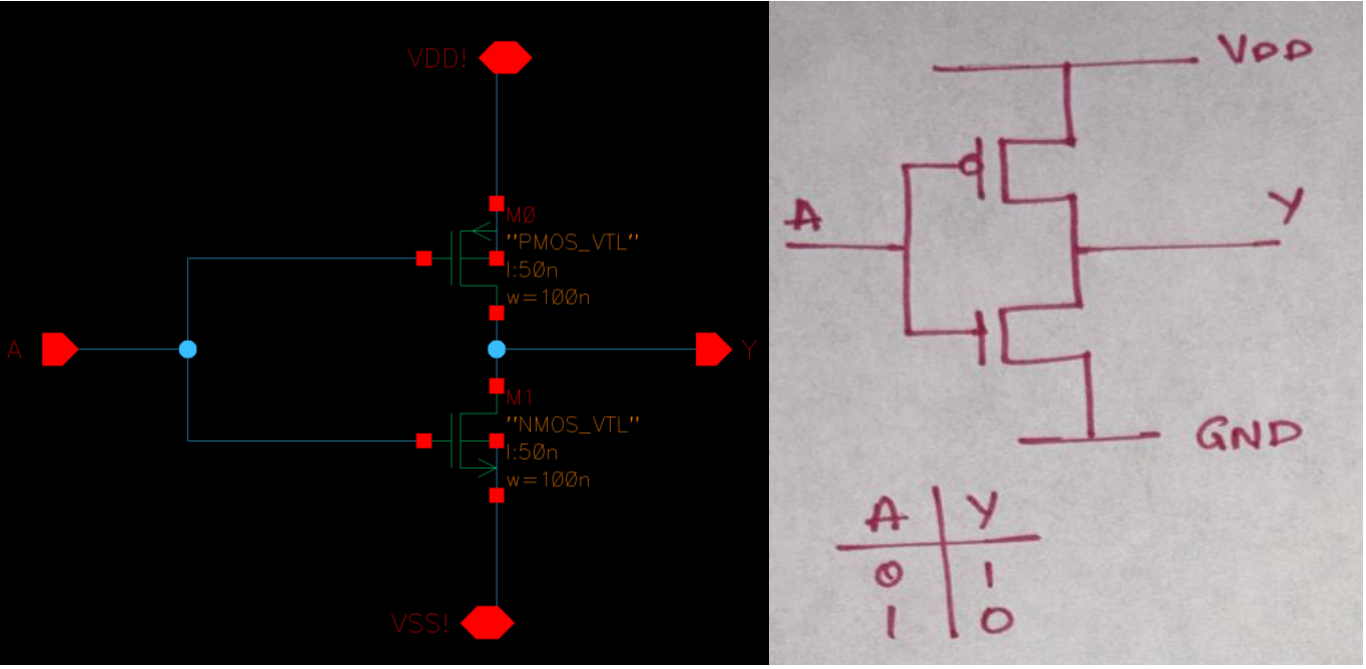 VDD!
M0
"PMOS_VTL"
l:50n
w=100n
A
Y
M1
"NMOS_VTL"
l:50n
w=100n
VSS!
VDD
A
Y
GND
A Y
0 1
1 0